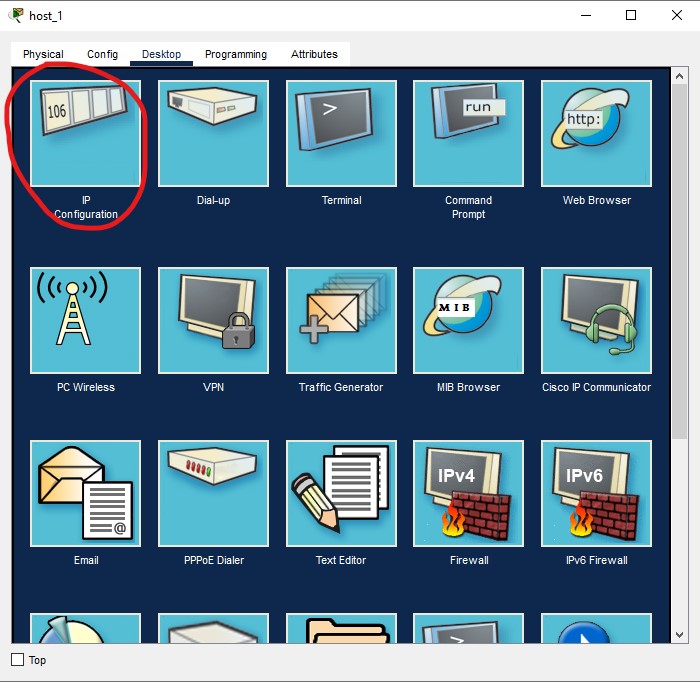 host_1
Physical Config Desktop Programming Attributes
106
> run http:
IP
Configuration
Dial-up
Terminal
Command
Prompt
Web Browser
MIB
PC Wireless
VPN
Traffic Generator
MIB Browser
Cisco IP Communicator
@
IPv4
IPv6
Email
PPPoE Dialer
Text Editor
Firewall
IPv6 Firewall
>
Top